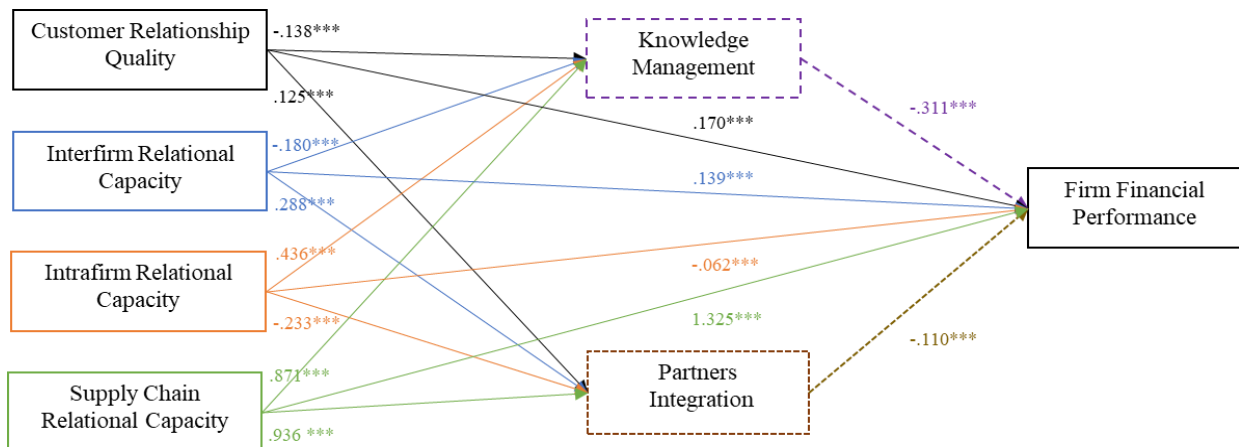 Customer Relationship
Quality
-.138***
.125***
.170***
Interfirm Relational
Capacity
-.180***
.288***
.139***
Intrafirm Relational
Capacity
.436***
-.233***
-.062***
Supply Chain
Relational Capacity
.871***
.936 ***
1.325***
Knowledge
Management
-.311***
Partners
Integration
-.110***
Firm Financial
Performance